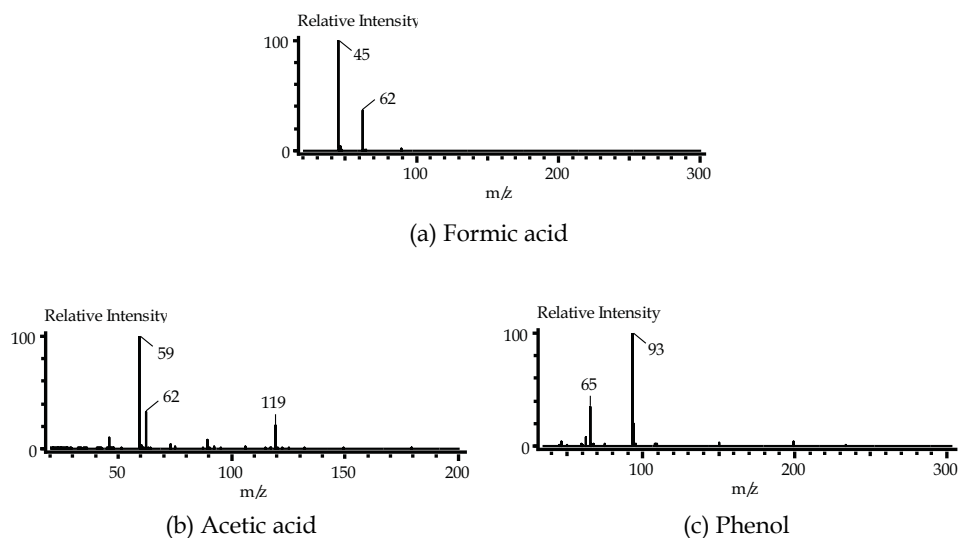 Relative Intensity
100
45
62
0
100
200
300
m/z
(a) Formic acid
Relative Intensity
100
59
62
119
0
50
100
150
200
m/z
(b) Acetic acid
Relative Intensity
100
93
65
0
100
200
300
m/z
(c) Phenol